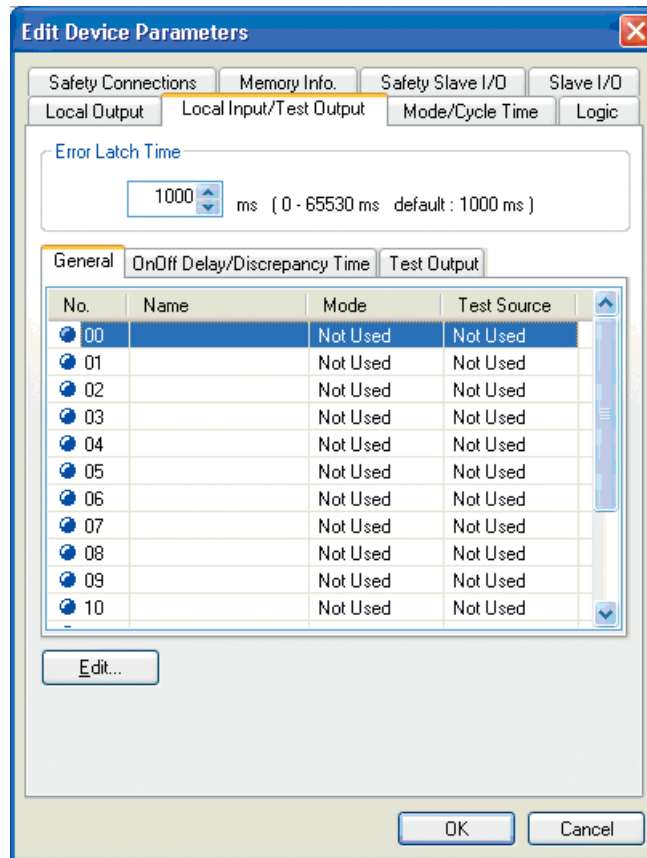 Edit Device Parameters
Safety Connections Memory Info. Safety Slave I/O Slave I/O
Local Output Local Input/Test Output Mode/Cycle Time Logic
Error Latch Time
1000 ms ( 0 - 65530 ms default : 1000 ms )
General OnOff Delay/Discrepancy Time Test Output
No. Name Mode Test Source
00 Not Used Not Used
01 Not Used Not Used
02 Not Used Not Used
03 Not Used Not Used
04 Not Used Not Used
05 Not Used Not Used
06 Not Used Not Used
07 Not Used Not Used
08 Not Used Not Used
09 Not Used Not Used
10 Not Used Not Used
Edit...
OK Cancel